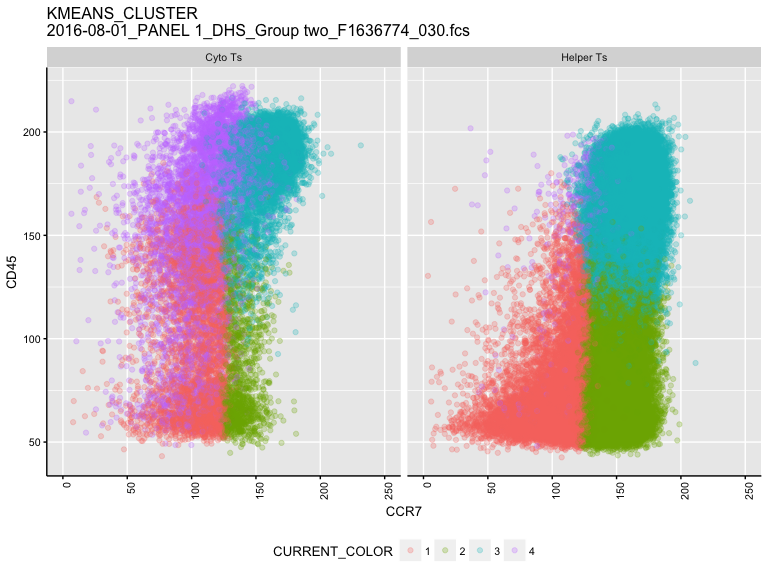 KMEANS_CLUSTER
2016-08-01_PANEL 1_DHS_Group two_F1636774_030.fcs
Cyto Ts
Helper Ts
200
150
100
50
CD45
0
50
100
150
200
250
0
50
100
150
200
250
CCR7
CURRENT_COLOR
1
2
3
4